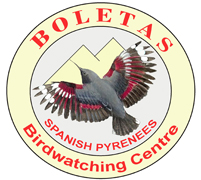 BOLETAS
SPANISH PYRENEES
Birdwatching Centre